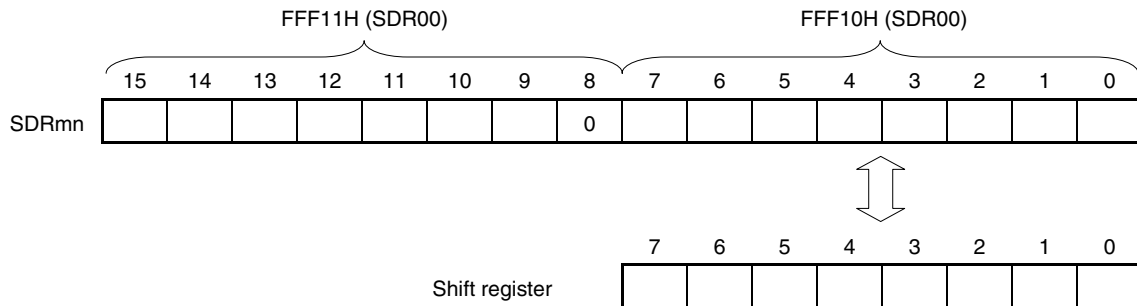 FFF11H (SDR00) FFF10H (SDR00)
15 14 13 12 11 10 9 8 7 6 5 4 3 2 1 0
SDRmn 0
7 6 5 4 3 2 1 0
Shift register